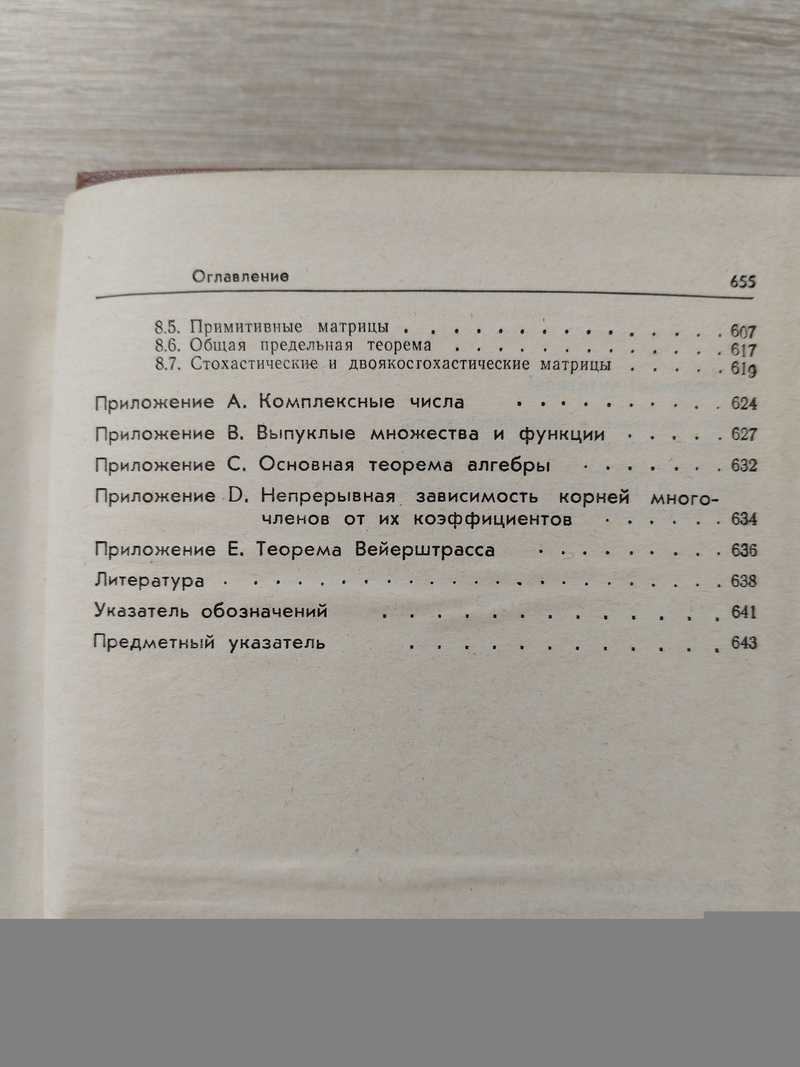 Оглавление 655
8.5. Примитивные матрицы . . . . . . . . . . . . . . . 607
8.6. Общая предельная теорема . . . . . . . . . . . . . 617
8.7. Стохастические и двоякостохастические матрицы . . . . . 619
Приложение A. Комплексные числа . . . . . . . . . . 624
Приложение B. Выпуклые множества и функции . . . . . 627
Приложение C. Основная теорема алгебры . . . . . . . 632
Приложение D. Непрерывная зависимость корней много-
членов от их коэффициентов . . . . . . 634
Приложение E. Теорема Вейерштрасса . . . . . . . . . 636
Литература . . . . . . . . . . . . . . . . . . 638
Указатель обозначений . . . . . . . . . . . . . 641
Предметный указатель . . . . . . . . . . . . 643